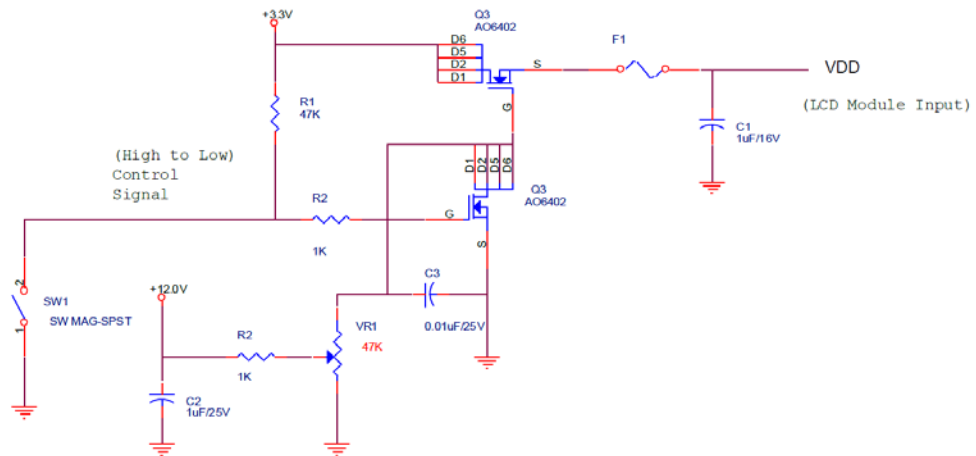 +3.3V
Q3
AO6402
D6
D5
D2
D1
S
G
F1
VDD
(LCD Module Input)
R1
47K
C1
1uF/16V
(High to Low)
Control
Signal
D1
D2
D5
D6
Q3
AO6402
R2
1K
G
S
SW1
SW MAG-SPST
2
1
+12.0V
C3
0.01uF/25V
R2
1K
VR1
47K
C2
1uF/25V